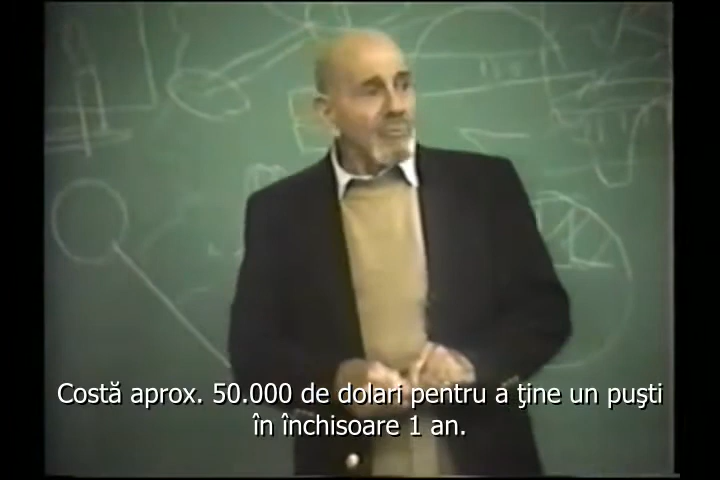 Costă aprox. 50.000 de dolari pentru a ţine un puşti
în închisoare 1 an.